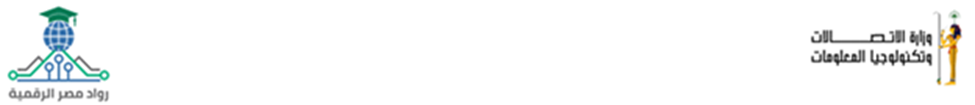 وزارة الاتصالات
وتكنولوجيا المعلومات
رواد مصر الرقمية